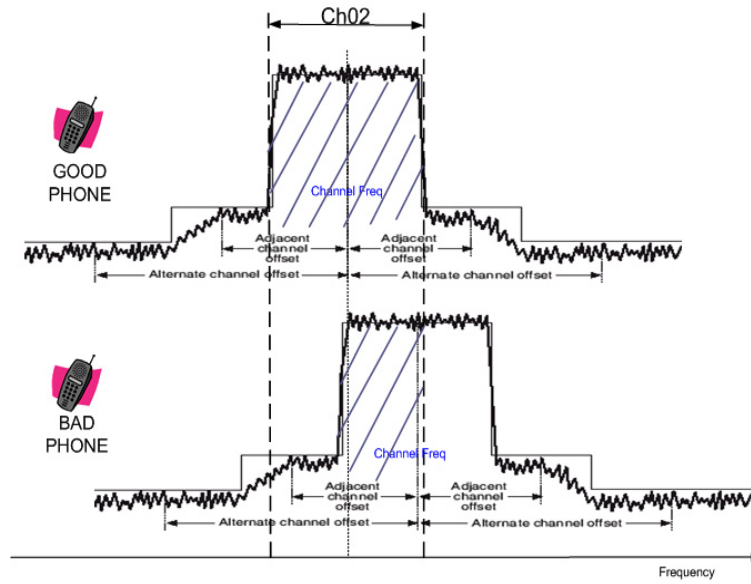 Ch02
GOOD
PHONE
Channel Freq
Adjacent
channel
offset
Adjacent
channel
offset
Alternate channel offset
Alternate channel offset
BAD
PHONE
Channel Freq
Adjacent
channel
offset
Adjacent
channel
offset
Alternate channel offset
Alternate channel offset
Frequency